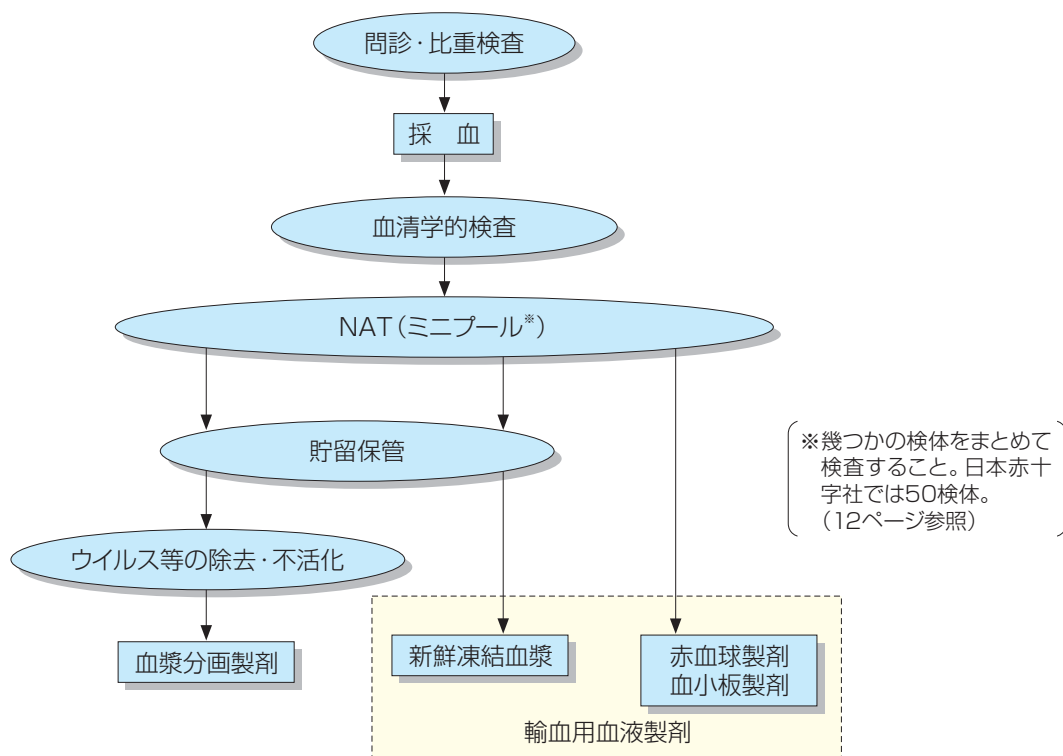 問診・比重検査
採　血
血清学的検査
NAT（ミニプール※）
貯留保管
※幾つかの検体をまとめて
検査すること。日本赤十
字社では50検体。
（12ページ参照）
ウイルス等の除去・不活化
血漿分画製剤
新鮮凍結血漿
赤血球製剤
血小板製剤
輸血用血液製剤